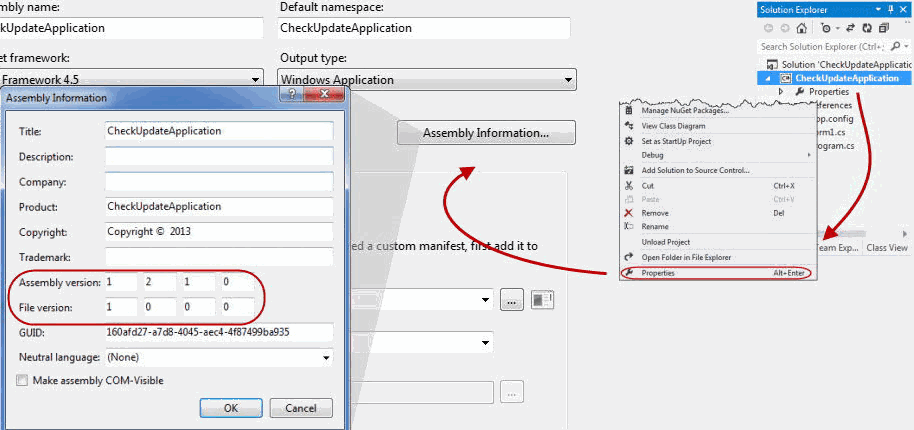 mbly name:
Default namespace:
ckUpdateApplication
CheckUpdateApplication
et framework:
Output type:
Framework 4.5
Windows Application
Assembly Information
Title:
CheckUpdateApplication
Description:
Company:
Product:
CheckUpdateApplication
Copyright:
Copyright © 2013
Trademark:
Assembly version:
1 2 1 0
File version:
1 0 0 0
GUID:
160afd27-a7d8-4045-aec4-4f87499ba935
Neutral language:
(None)
Make assembly COM-Visible
OK
Cancel
Assembly Information...
ed a custom manifest, first add it to
...
...
Solution Explorer
Search Solution Explorer (Ctrl+;
Solution 'CheckUpdateApplicatio
C#
CheckUpdateApplication
Properties
eferences
pp.config
orm1.cs
rogram.cs
Manage NuGet Packages...
View Class Diagram
Set as StartUp Project
Debug
Add Solution to Source Control...
Cut
Ctrl+X
Paste
Ctrl+V
Remove
Del
Rename
Unload Project
Open Folder in File Explorer
Properties
Alt+Enter
Team Exp...
Class View